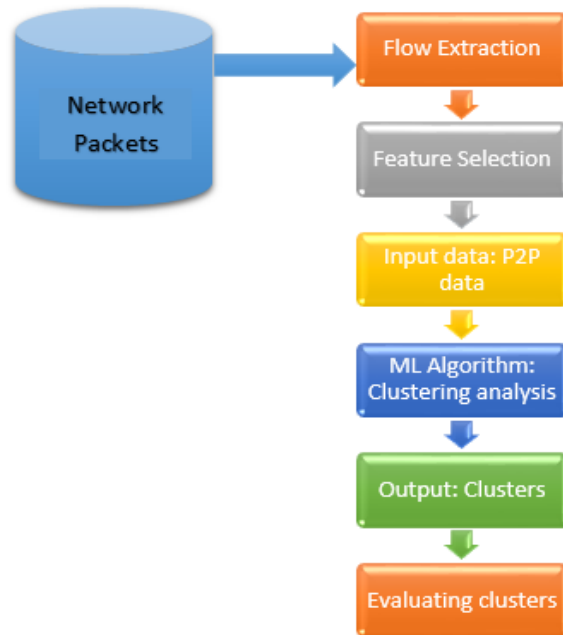 Network
Packets
Flow Extraction
Feature Selection
Input data: P2P
data
ML Algorithm:
Clustering analysis
Output: Clusters
Evaluating clusters